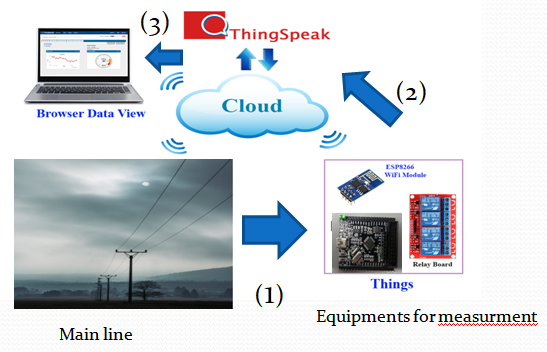 (3)
ThingSpeak
Cloud
(2)
Browser Data View
ESP8266
WiFi Module
Relay Board
Things
(1)
Equipments for measurment
Main line